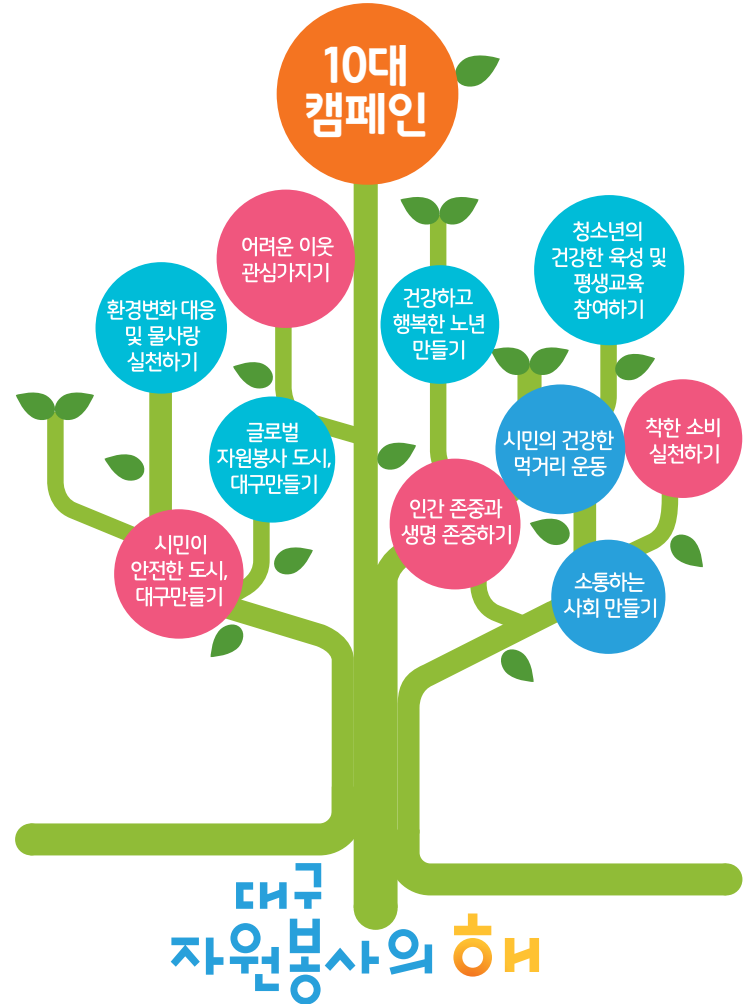 10대
캠페인
어려운 이웃
관심가지기
환경변화 대응
및 물사랑
실천하기
글로벌
자원봉사 도시,
대구만들기
시민이
안전한 도시,
대구만들기
건강하고
행복한 노년
만들기
청소년의
건강한 육성 및
평생교육
참여하기
시민의 건강한
먹거리 운동
착한 소비
실천하기
인간 존중과
생명 존중하기
소통하는
사회 만들기
대구
자원봉사의 해